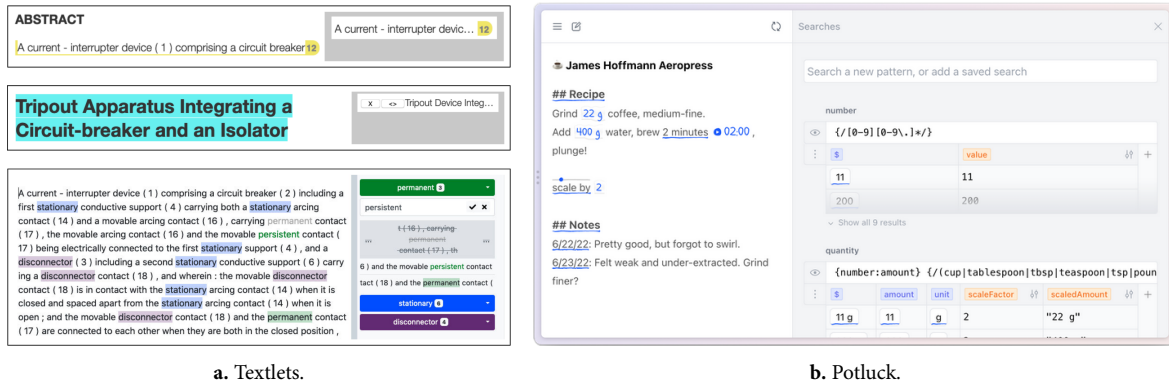 ABSTRACT
A current - interrupter device ( 1 ) comprising a circuit breaker 12
A current - interrupter devic... 12
Tripout Apparatus Integrating a
Circuit-breaker and an Isolator
X <> Tripout Device Integ...
A current - interrupter device ( 1 ) comprising a circuit breaker ( 2 ) including a
first stationary conductive support ( 4 ) carrying both a stationary arcing
contact ( 14 ) and a movable arcing contact ( 16 ) , carrying permanent contact
( 17 ) , the movable arcing contact ( 16 ) and the movable persistent contact (
17 ) being electrically connected to the first stationary support ( 4 ) , and a
disconnector ( 3 ) including a second stationary conductive support ( 6 ) carry
ing a disconnector contact ( 18 ) , and wherein : the movable disconnector
contact ( 18 ) is in contact with the stationary arcing contact ( 14 ) when it is
closed and spaced apart from the stationary arcing contact ( 14 ) when it is
open ; and the movable disconnector contact ( 18 ) and the permanent contact
( 17 ) are connected to each other when they are both in the closed position ,
permanent 3
persistent
t ( 16 ) , carrying
permanent
contact ( 17 ) , th
6 ) and the movable persistent contact
tact ( 18 ) and the permanent contact (
stationary 6
disconnector 4
a. Textlets.
☕ James Hoffmann Aeropress
## Recipe
Grind 22 g coffee, medium-fine.
Add 400 g water, brew 2 minutes 02:00 ,
plunge!
scale by 2
## Notes
6/22/22: Pretty good, but forgot to swirl.
6/23/22: Felt weak and under-extracted. Grind
finer?
Searches
Search a new pattern, or add a saved search
number
{/[0-9][0-9\.]*/}
$ value
11 11
200 200
Show all 9 results
quantity
{number:amount} {/(cup|tablespoon|tbsp|teaspoon|tsp|poun
$ amount unit scaleFactor scaledAmount
11 g 11 g 2 "22 g"
b. Potluck.